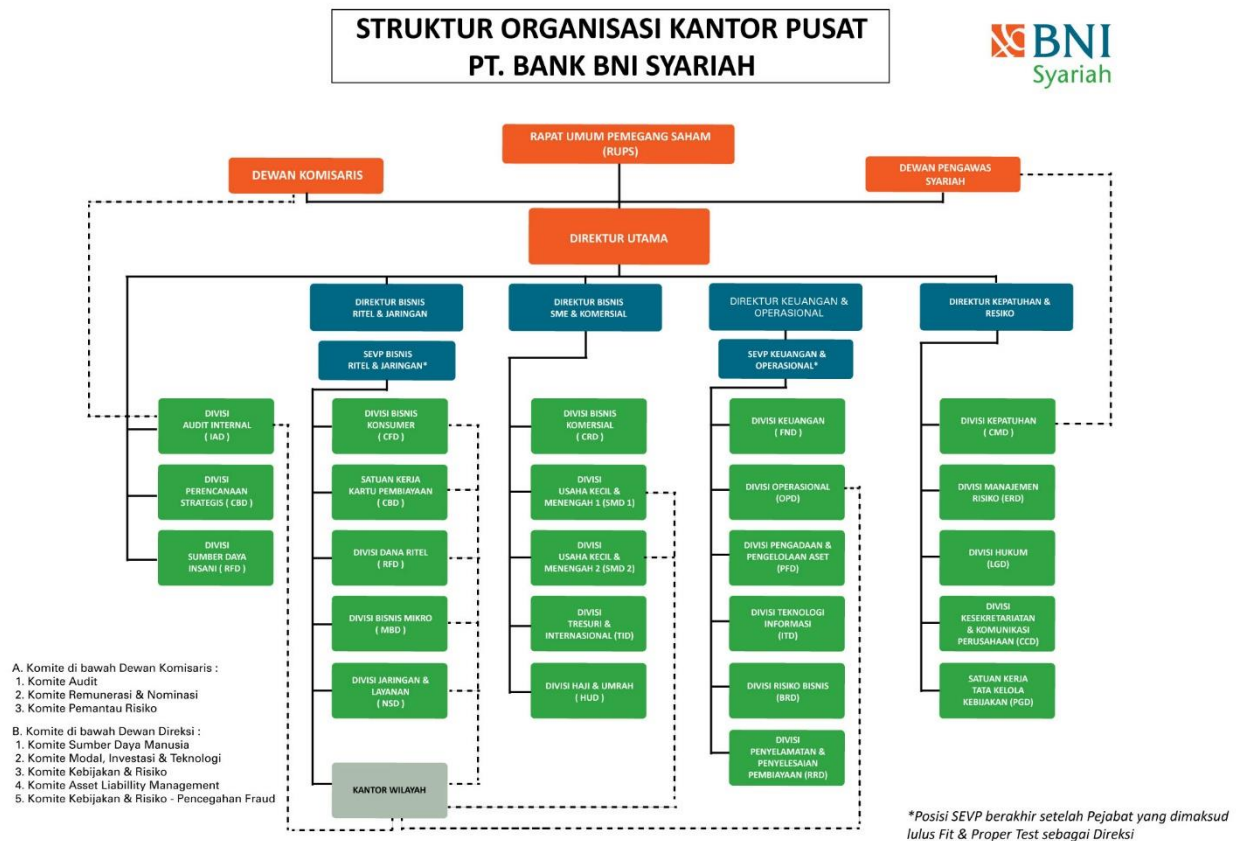 STRUKTUR ORGANISASI KANTOR PUSAT
PT. BANK BNI SYARIAH
BNI
Syariah
RAPAT UMUM PEMEGANG SAHAM
(RUPS)
DEWAN KOMISARIS
DEWAN PENGAWAS
SYARIAH
DIREKTUR UTAMA
DIREKTUR BISNIS
RITEL & JARINGAN
DIREKTUR BISNIS
SME & KOMERSIAL
DIREKTUR KEUANGAN &
OPERASIONAL
DIREKTUR KEPATUHAN &
RESIKO
SEVP BISNIS
RITEL & JARINGAN*
SEVP KEUANGAN &
OPERASIONAL*
DIVISI
AUDIT INTERNAL
( IAD )
DIVISI
PERENCANAAN
STRATEGIS ( CBD )
DIVISI
SUMBER DAYA
INSANI ( RFD )
DIVISI BISNIS
KONSUMER
( CFD )
SATUAN KERJA
KARTU PEMBIAYAAN
( CBD )
DIVISI DANA RITEL
( RFD )
DIVISI BISNIS MIKRO
( MBD )
DIVISI JARINGAN &
LAYANAN
( NSD )
KANTOR WILAYAH
DIVISI BISNIS
KOMERSIAL
( CRD )
DIVISI
USAHA KECIL &
MENENGAH 1 (SMD 1)
DIVISI
USAHA KECIL &
MENENGAH 2 (SMD 2)
DIVISI
TRESURI &
INTERNASIONAL (TID)
DIVISI HAJI & UMRAH
( HUD )
DIVISI KEUANGAN
( FND )
DIVISI OPERASIONAL
(OPD)
DIVISI PENGADAAN &
PENGELOLAAN ASET
(PFD)
DIVISI TEKNOLOGI
INFORMASI
(ITD)
DIVISI RISIKO BISNIS
(BRD)
DIVISI
PENYELAMATAN &
PENYELESAIAN
PEMBIAYAAN (RRD)
DIVISI KEPATUHAN
( CMD )
DIVISI MANAJEMEN
RISIKO (ERD)
DIVISI HUKUM
(LGD)
DIVISI
KESEKRETARIATAN
& KOMUNIKASI
PERUSAHAAN (CCD)
SATUAN KERJA
TATA KELOLA
KEBIJAKAN (PGD)
A. Komite di bawah Dewan Komisaris :
1. Komite Audit
2. Komite Remunerasi & Nominasi
3. Komite Pemantau Risiko
B. Komite di bawah Dewan Direksi :
1. Komite Sumber Daya Manusia
2. Komite Modal, Investasi & Teknologi
3. Komite Kebijakan & Risiko
4. Komite Asset Liabillity Management
5. Komite Kebijakan & Risiko - Pencegahan Fraud
*Posisi SEVP berakhir setelah Pejabat yang dimaksud
lulus Fit & Proper Test sebagai Direksi